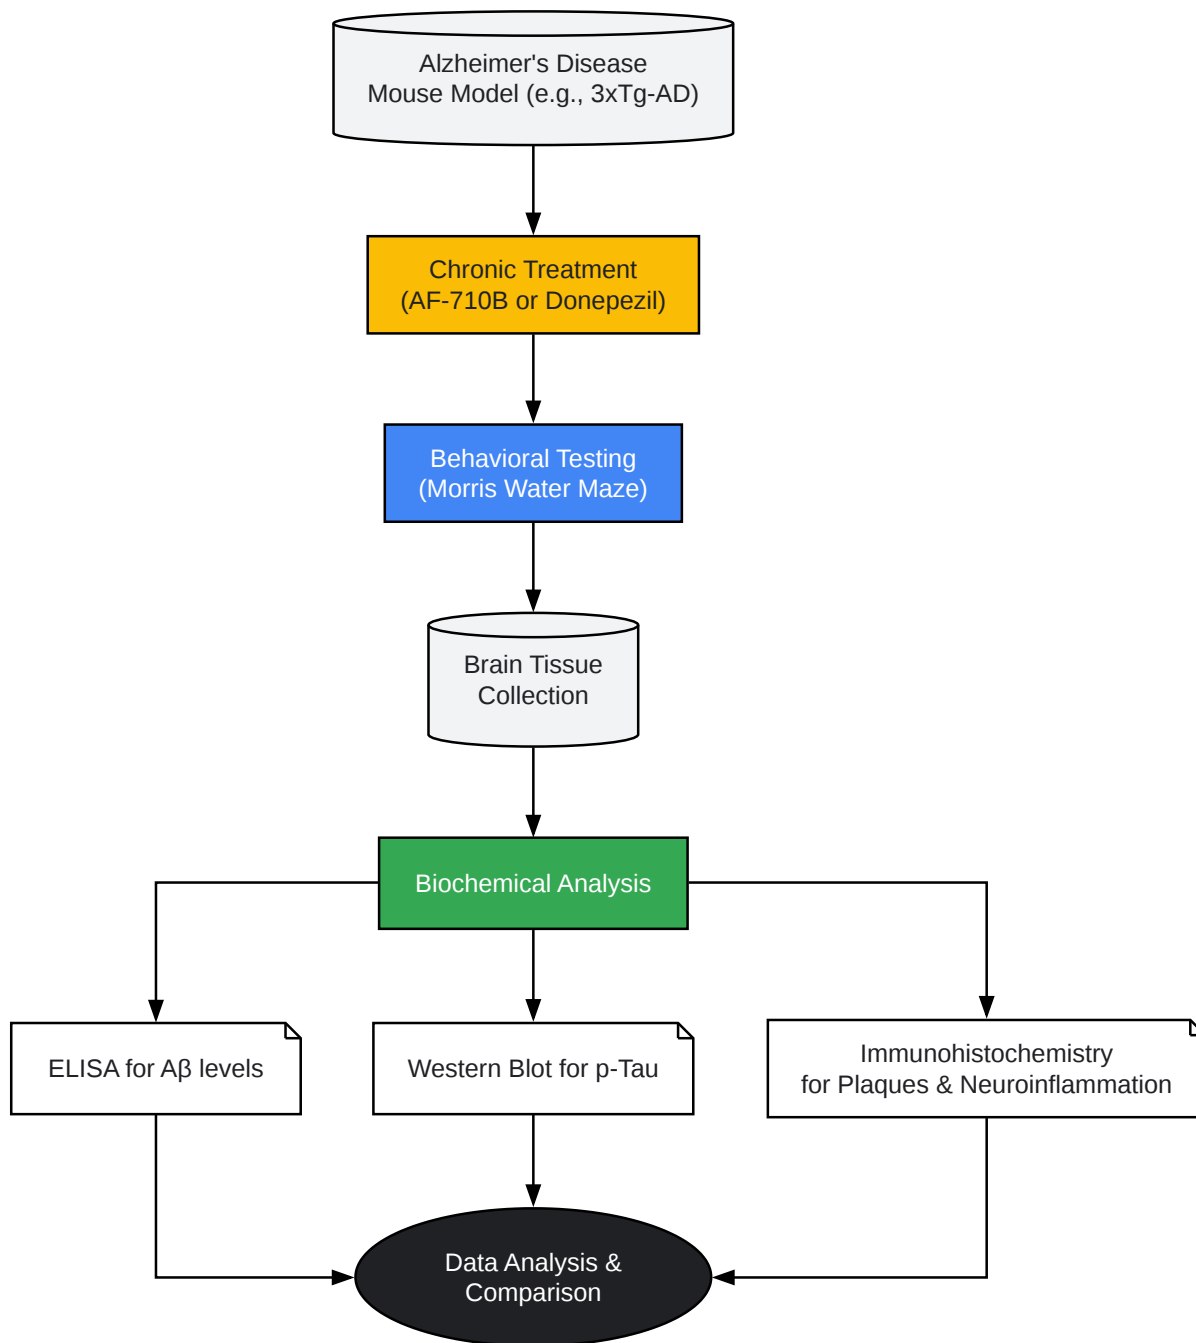 Alzheimer's Disease
Mouse Model (e.g., 3xTg-AD)
Chronic Treatment
(AF-710B or Donepezil)
Behavioral Testing
(Morris Water Maze)
Brain Tissue
Collection
Biochemical Analysis
ELISA for Aβ levels
Western Blot for p-Tau
Immunohistochemistry
for Plaques & Neuroinflammation
Data Analysis &
Comparison